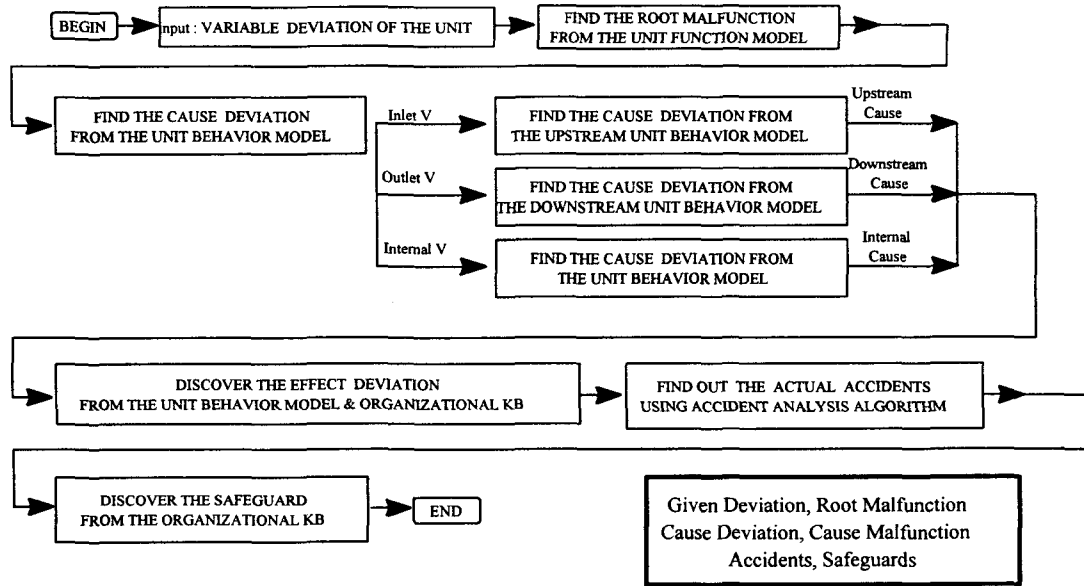 BEGIN
nput : VARIABLE DEVIATION OF THE UNIT
FIND THE ROOT MALFUNCTION
FROM THE UNIT FUNCTION MODEL
FIND THE CAUSE DEVIATION
FROM THE UNIT BEHAVIOR MODEL
Inlet V
FIND THE CAUSE DEVIATION FROM
THE UPSTREAM UNIT BEHAVIOR MODEL
Upstream
Cause
Outlet V
FIND THE CAUSE DEVIATION FROM
THE DOWNSTREAM UNIT BEHAVIOR MODEL
Downstream
Cause
Internal V
FIND THE CAUSE DEVIATION FROM
THE UNIT BEHAVIOR MODEL
Internal
Cause
DISCOVER THE EFFECT DEVIATION
FROM THE UNIT BEHAVIOR MODEL & ORGANIZATIONAL KB
FIND OUT THE ACTUAL ACCIDENTS
USING ACCIDENT ANALYSIS ALGORITHM
DISCOVER THE SAFEGUARD
FROM THE ORGANIZATIONAL KB
END
Given Deviation, Root Malfunction
Cause Deviation, Cause Malfunction
Accidents, Safeguards